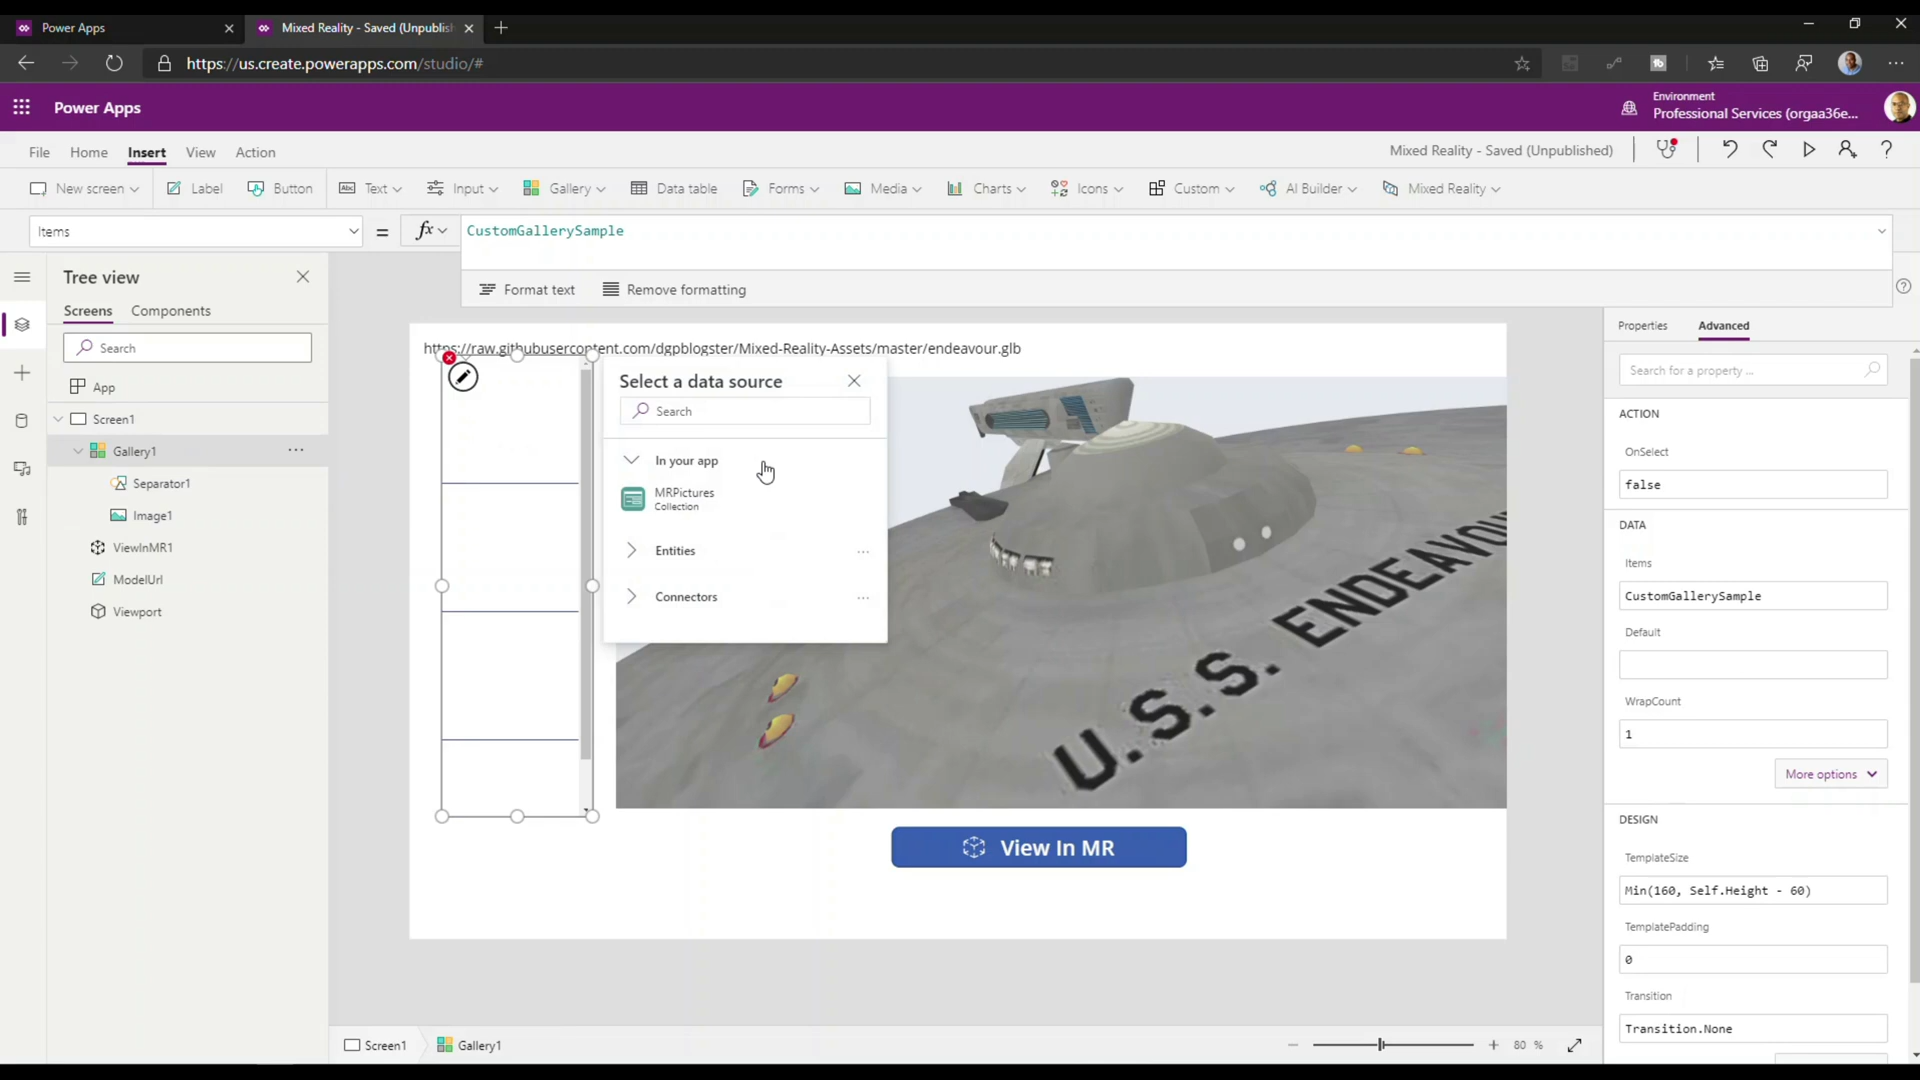 Power Apps
Mixed Reality - Saved (Unpublish
https://us.create.powerapps.com/studio/#
Power Apps
Environment
Professional Services (orgaa36e...
File Home Insert View Action
Mixed Reality - Saved (Unpublished)
New screen Label Button Text Input Gallery Data table Forms Media Charts Icons Custom AI Builder Mixed Reality
Items = fx CustomGallerySample
Format text Remove formatting
Tree view
Screens Components
Search
App
Screen1
Gallery1
Separator1
Image1
ViewInMR1
ModelUrl
Viewport
https://raw.githubusercontent.com/dgpblogster/Mixed-Reality-Assets/master/endeavour.glb
Select a data source
Search
In your app
MRPictures
Collection
Entities
Connectors
U.S.S. ENDEAVOU
View In MR
Properties Advanced
Search for a property ...
ACTION
OnSelect
false
DATA
Items
CustomGallerySample
Default
WrapCount
1
More options
DESIGN
TemplateSize
Min(160, Self.Height - 60)
TemplatePadding
0
Transition
Transition.None
Screen1 Gallery1
80 %